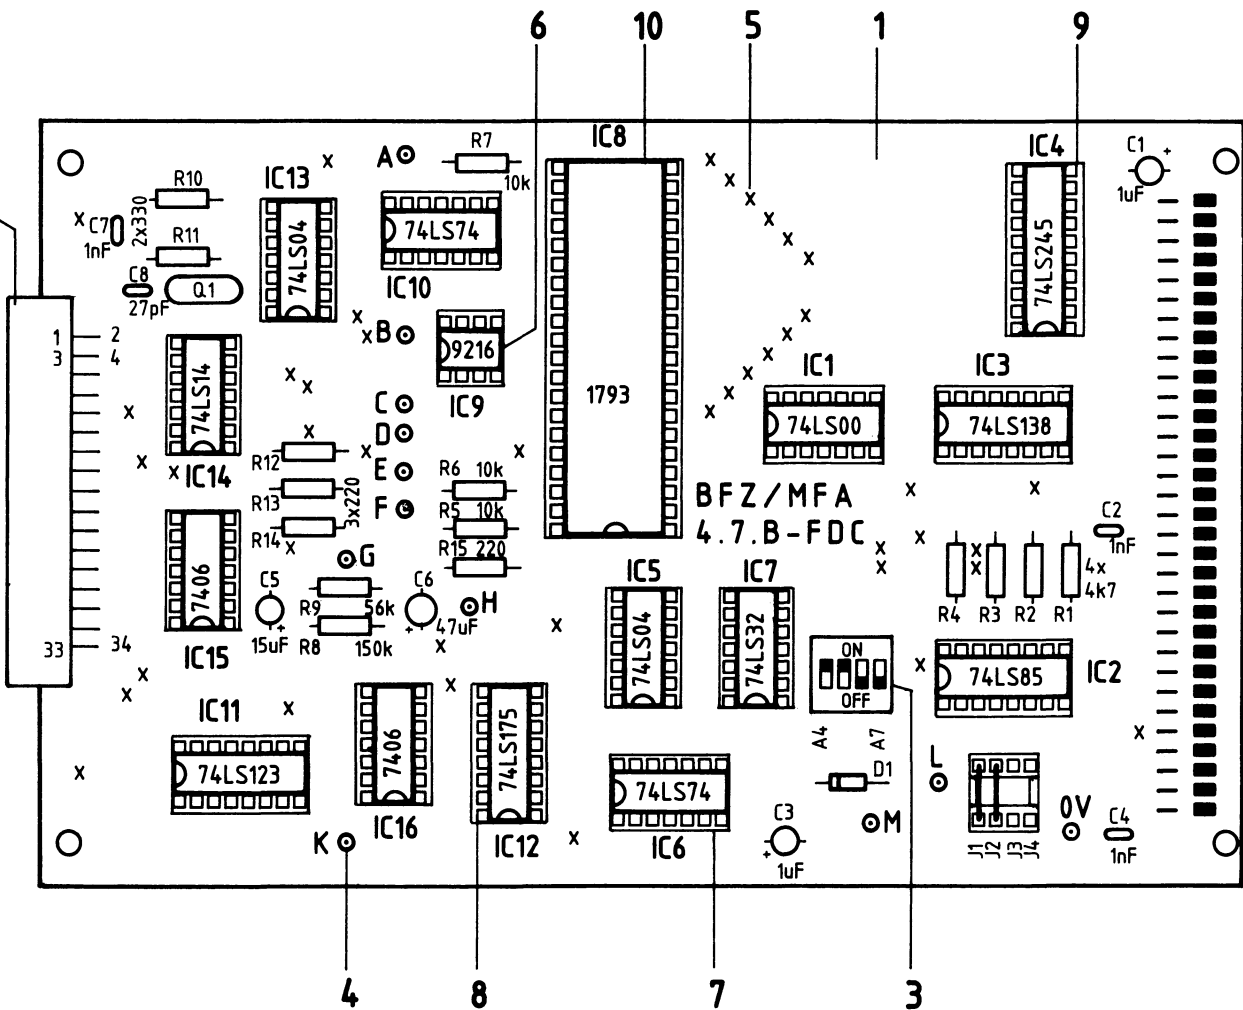 6 10 5 1 9
IC8
R7
A
10k
IC4
C1
+
1uF
R10
IC13
C7
1nF
2x330
R11
74LS04
74LS74
IC10
C8
27pF
Q1
74LS245
1 2
3 4
B
9216
IC9
1793
IC1
74LS00
IC3
74LS138
74LS14
IC14
C
D
E
F
R12
R13
R14
3x220
R6 10k
R5 10k
R15 220
BFZ/MFA
4.7.B-FDC
C2
1nF
G
7406
IC15
C5
+
15uF
R9 56k
R8 150k
C6
+
47uF
H
IC5
74LS04
IC7
74LS32
R4 R3 R2 R1
4x
4k7
33 34
ON
OFF
A4 A7
74LS85
IC2
IC11
74LS123
7406
IC16
74LS175
IC12
74LS74
IC6
D1
L
M
C3
+
1uF
J1 J2 J3 J4
0V
C4
1nF
K
4 8 7 3